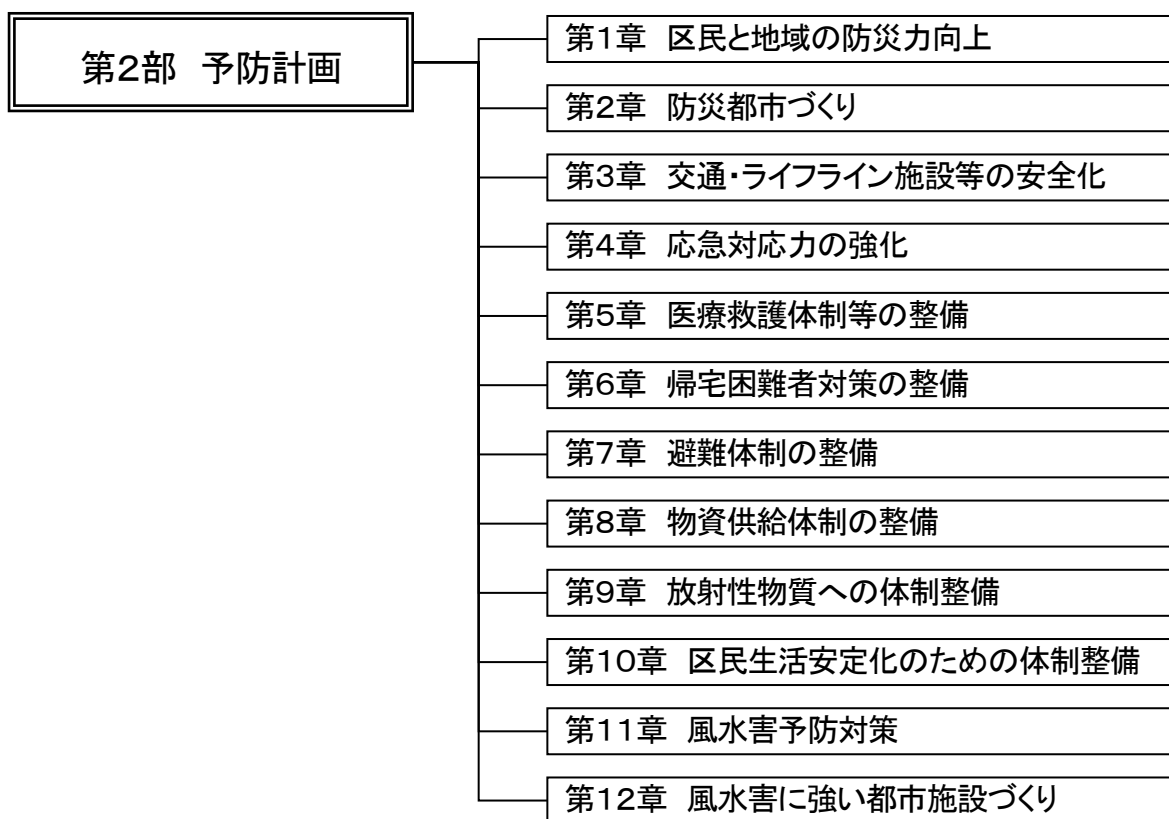 第2部 予防計画
第1章 区民と地域の防災力向上
第2章 防災都市づくり
第3章 交通・ライフライン施設等の安全化
第4章 応急対応力の強化
第5章 医療救護体制等の整備
第6章 帰宅困難者対策の整備
第7章 避難体制の整備
第8章 物資供給体制の整備
第9章 放射性物質への体制整備
第10章 区民生活安定化のための体制整備
第11章 風水害予防対策
第12章 風水害に強い都市施設づくり